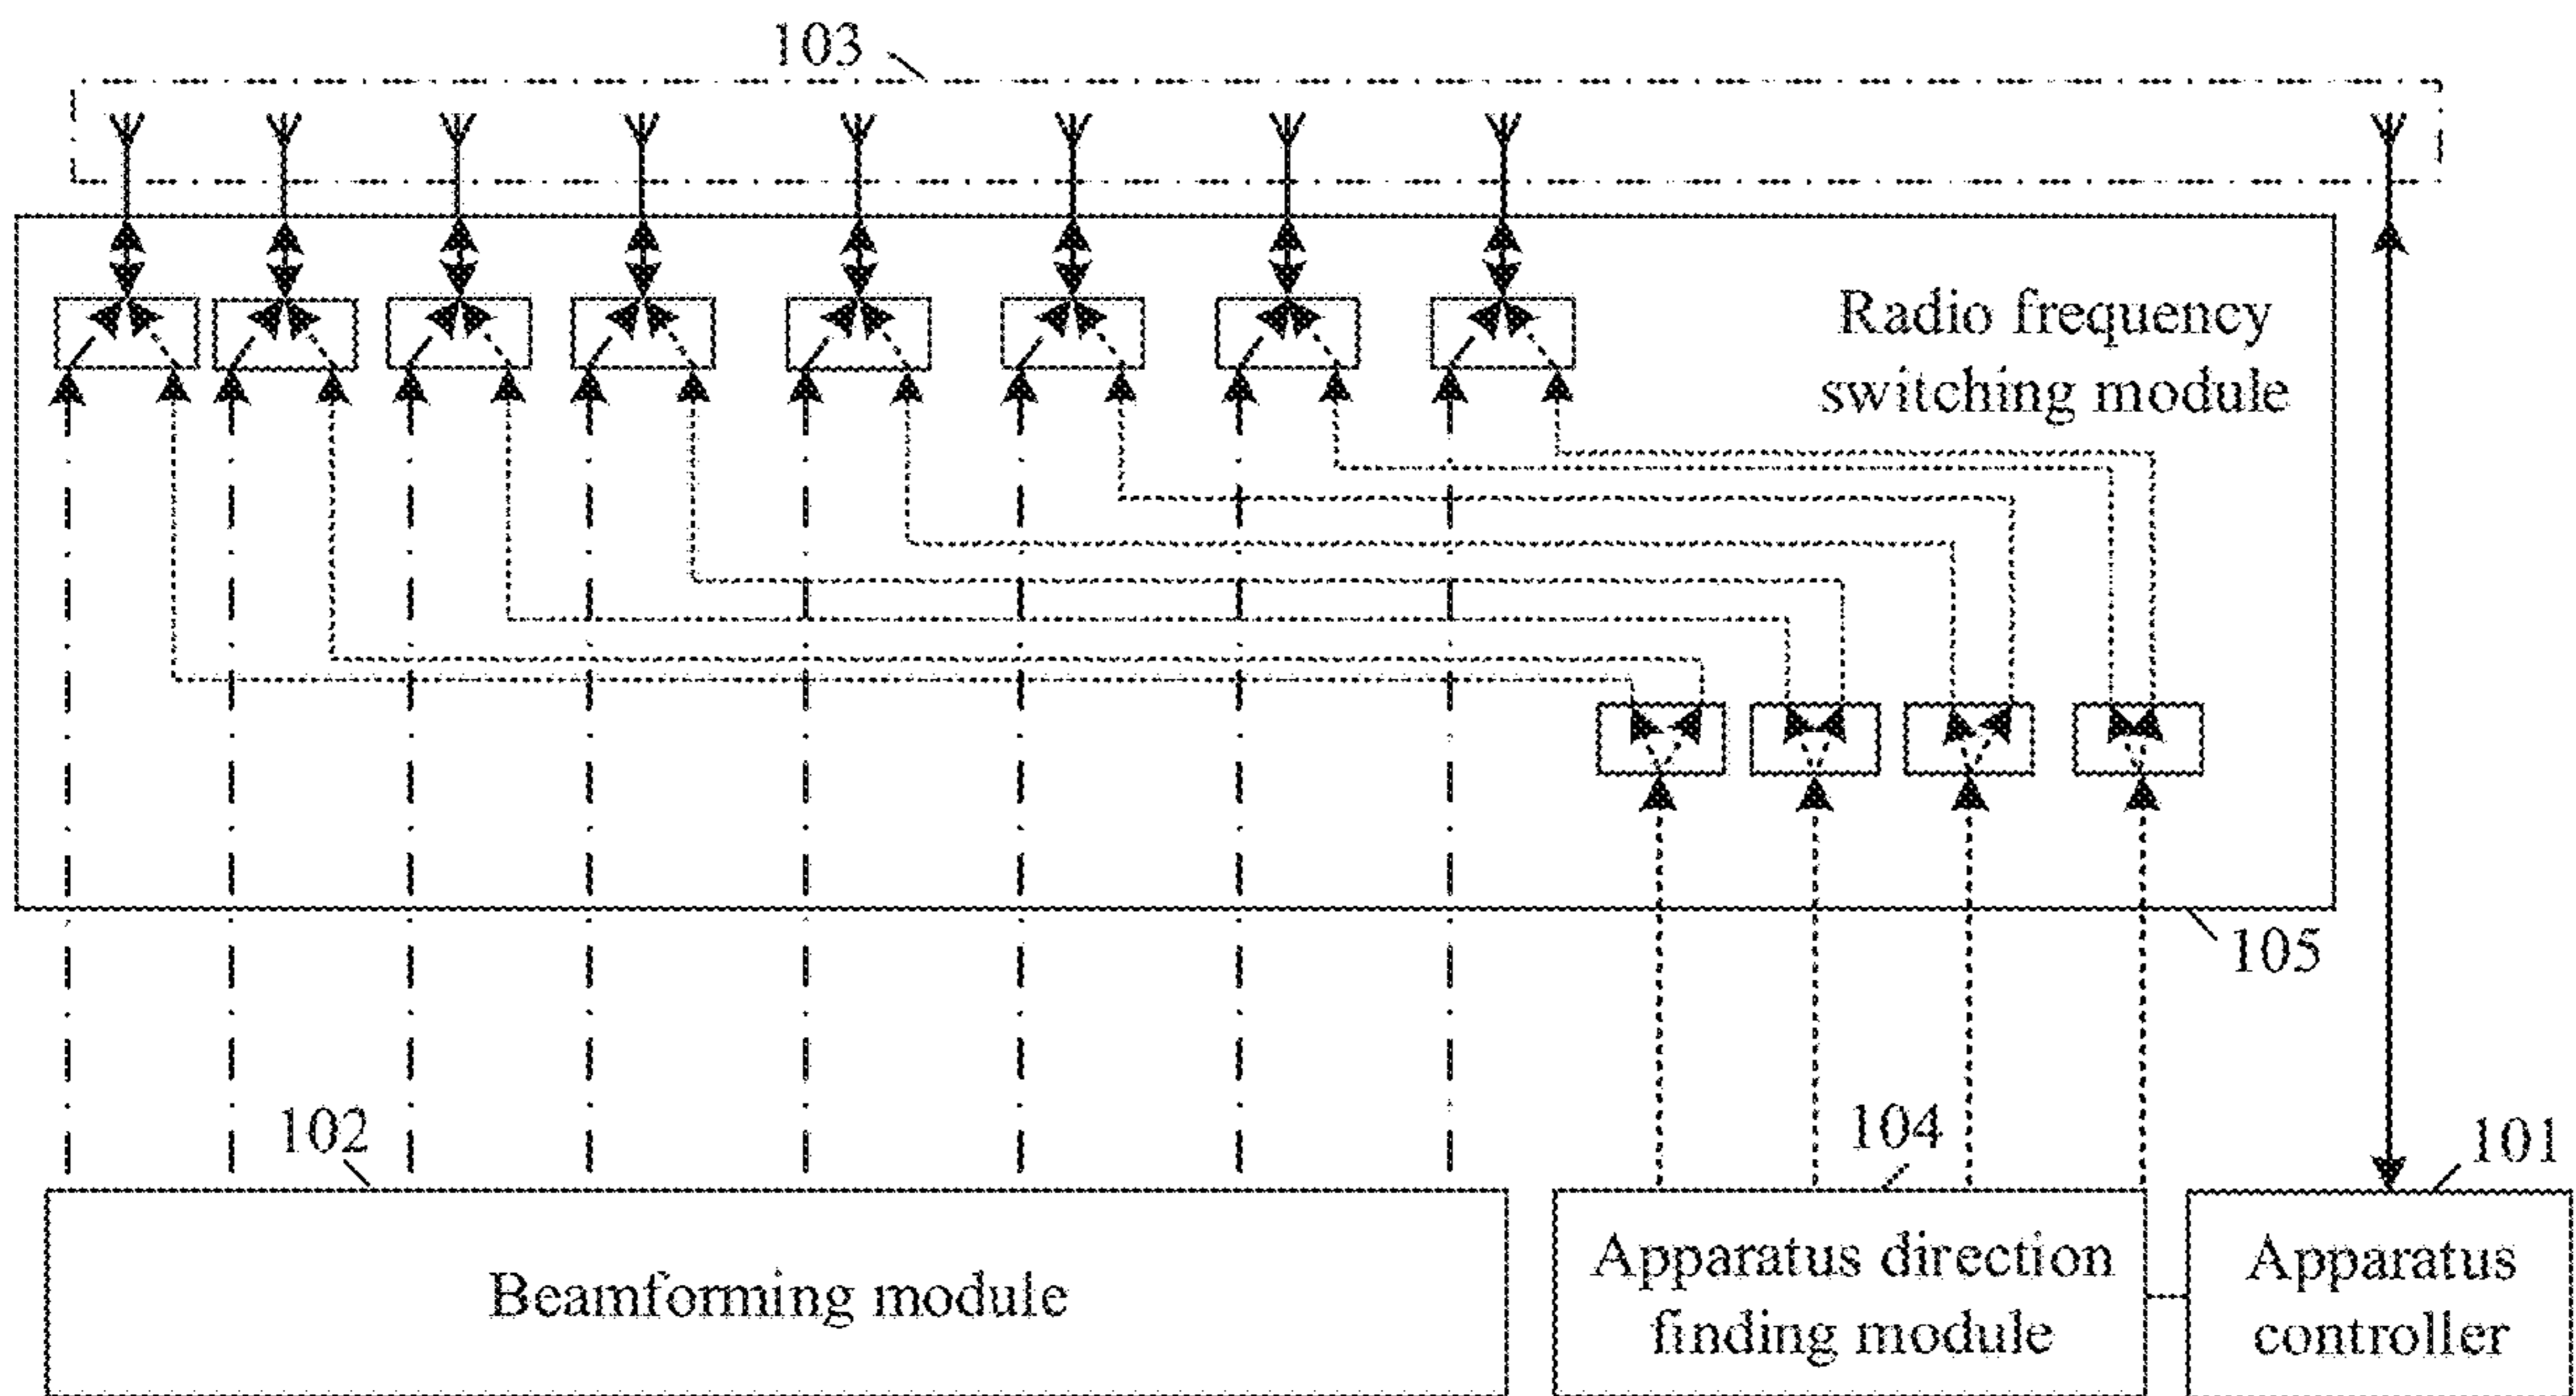 103
Radio frequency
switching module
105
102
104
101
Beamforming module
Apparatus direction
finding module
Apparatus
controller